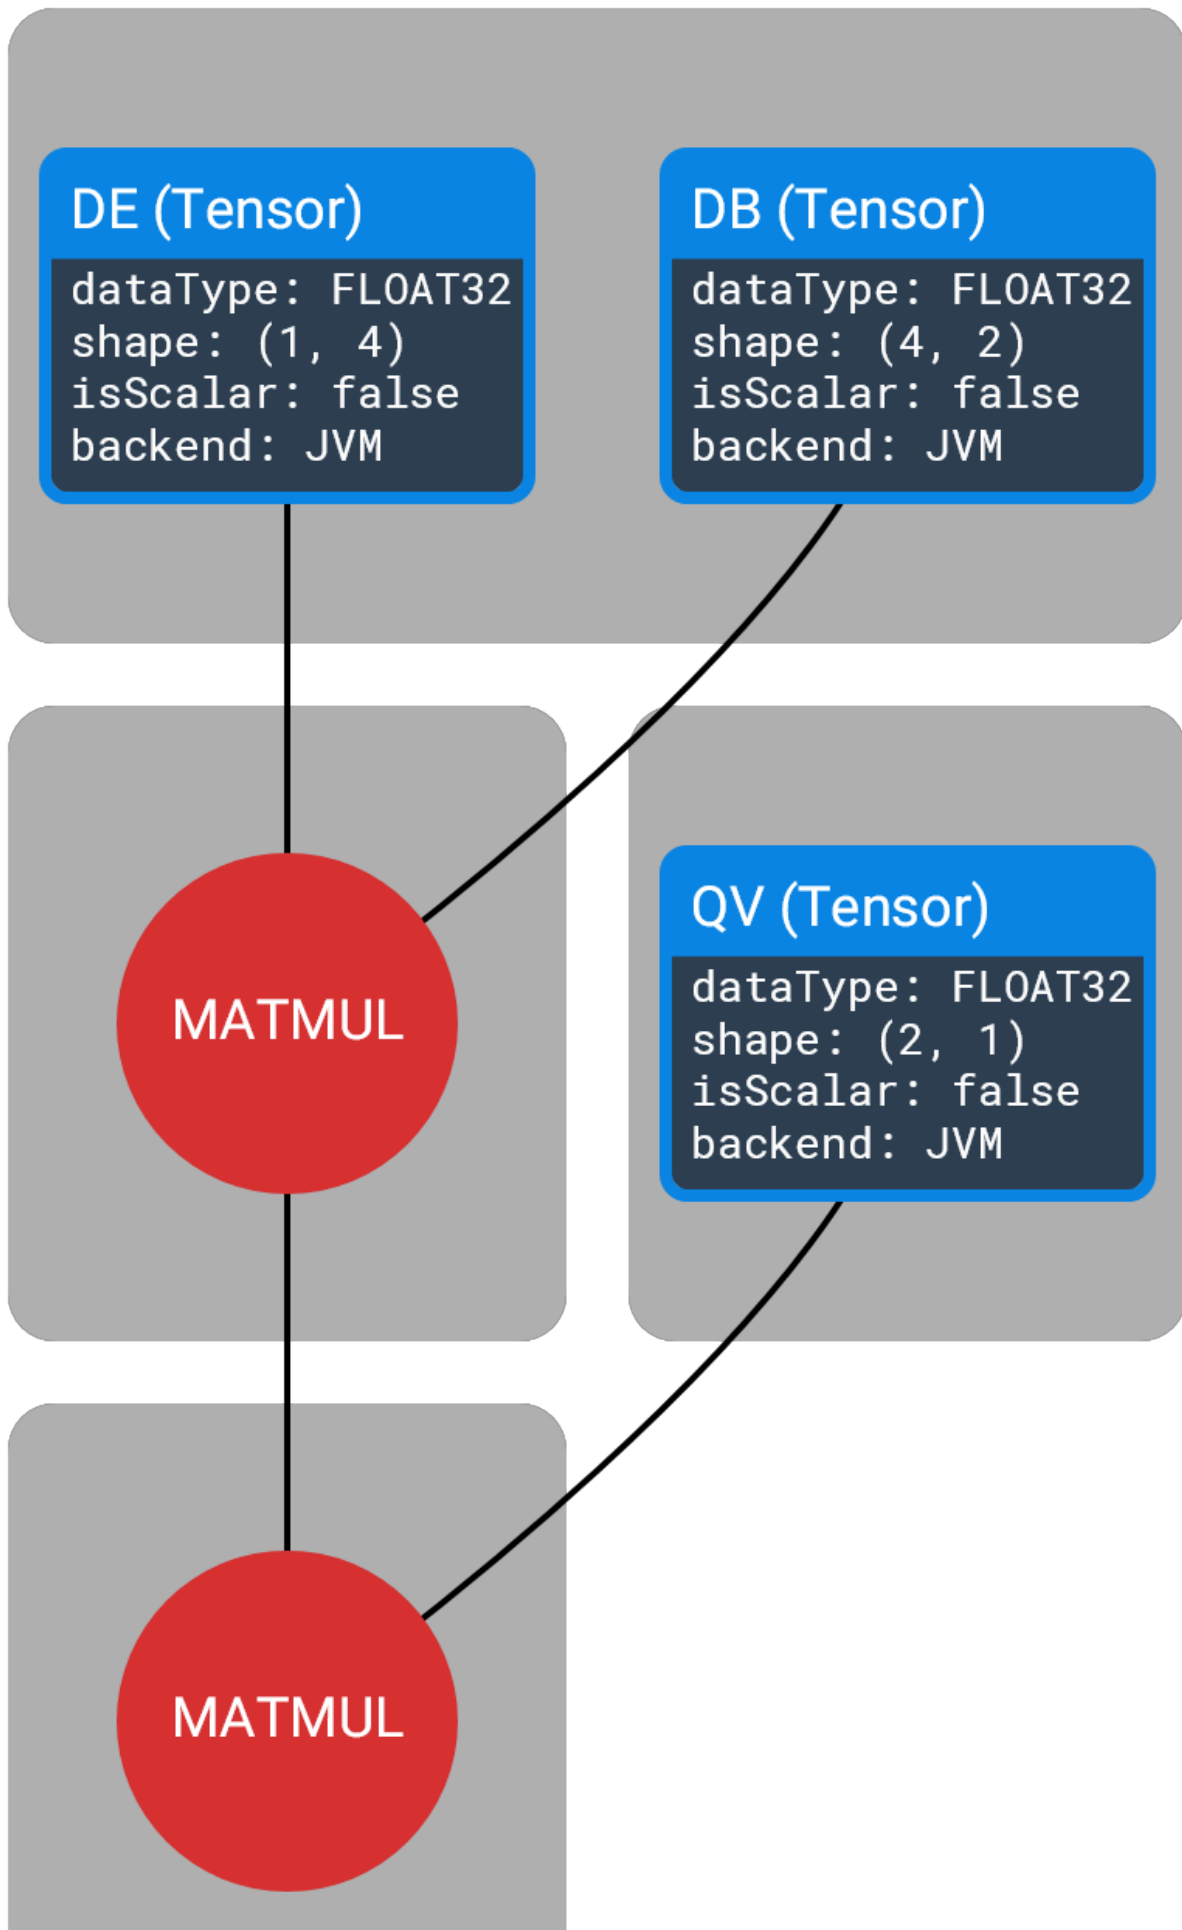 DE (Tensor)
dataType: FLOAT32
shape: (1, 4)
isScalar: false
backend: JVM
DB (Tensor)
dataType: FLOAT32
shape: (4, 2)
isScalar: false
backend: JVM
MATMUL
QV (Tensor)
dataType: FLOAT32
shape: (2, 1)
isScalar: false
backend: JVM
MATMUL